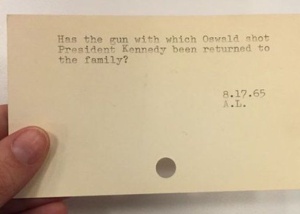 Has the gun with which Oswald shot
President Kennedy been returned to
the family?
8.17.65
A.L.